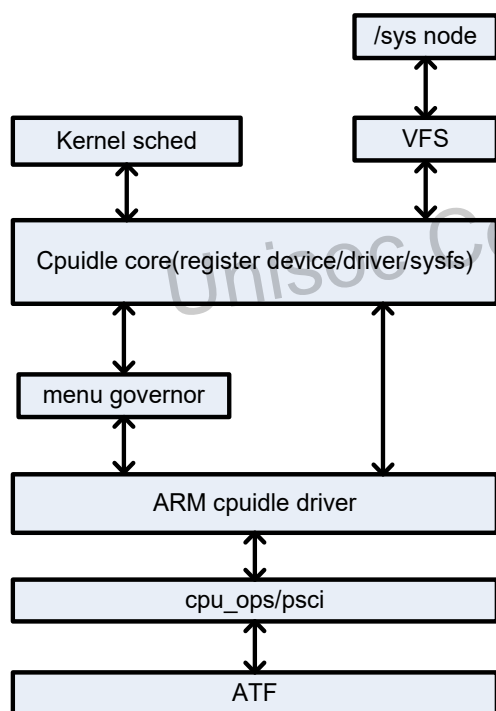 /sys node
Kernel sched
VFS
Cpuidle core(register device/driver/sysfs)
Unisoc Co
menu governor
ARM cpuidle driver
cpu_ops/psci
ATF